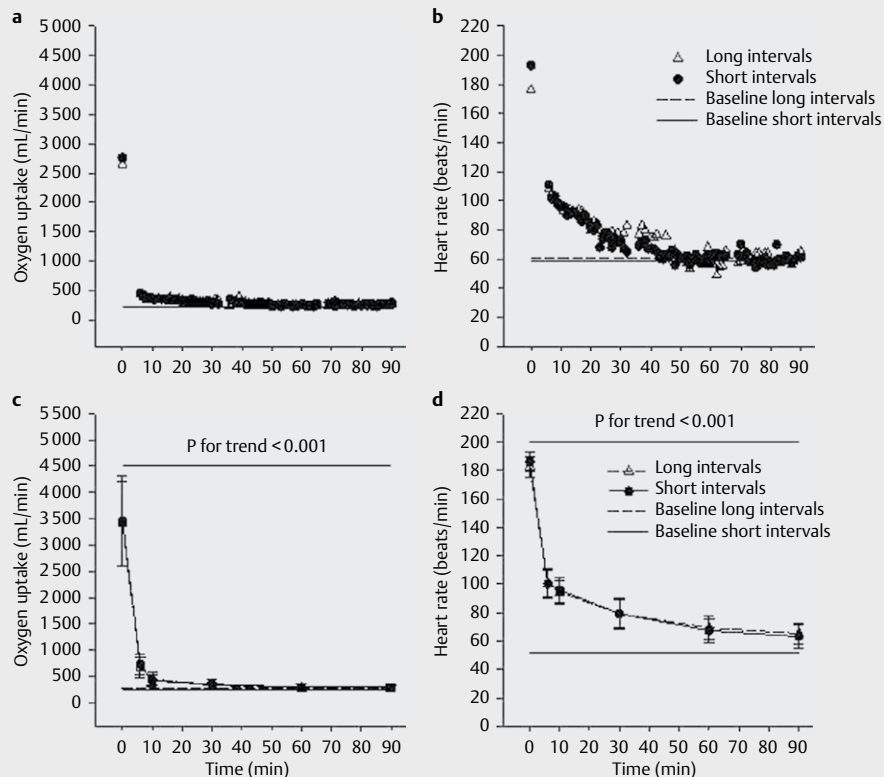 a
Oxygen uptake (mL/min)
5 000
4 500
4 000
3 500
3 000
2 500
2 000
1 500
1 000
500
0
0 10 20 30 40 50 60 70 80 90
b
Heart rate (beats/min)
220
200
180
160
140
120
100
80
60
40
20
0
Long intervals
Short intervals
Baseline long intervals
Baseline short intervals
0 10 20 30 40 50 60 70 80 90
c
Oxygen uptake (mL/min)
5 500
5 000
4 500
4 000
3 500
3 000
2 500
2 000
1 500
1 000
500
0
P for trend < 0.001
0 10 20 30 40 50 60 70 80 90
Time (min)
d
Heart rate (beats/min)
220
200
180
160
140
120
100
80
60
40
20
0
P for trend < 0.001
Long intervals
Short intervals
Baseline long intervals
Baseline short intervals
0 10 20 30 40 50 60 70 80 90
Time (min)